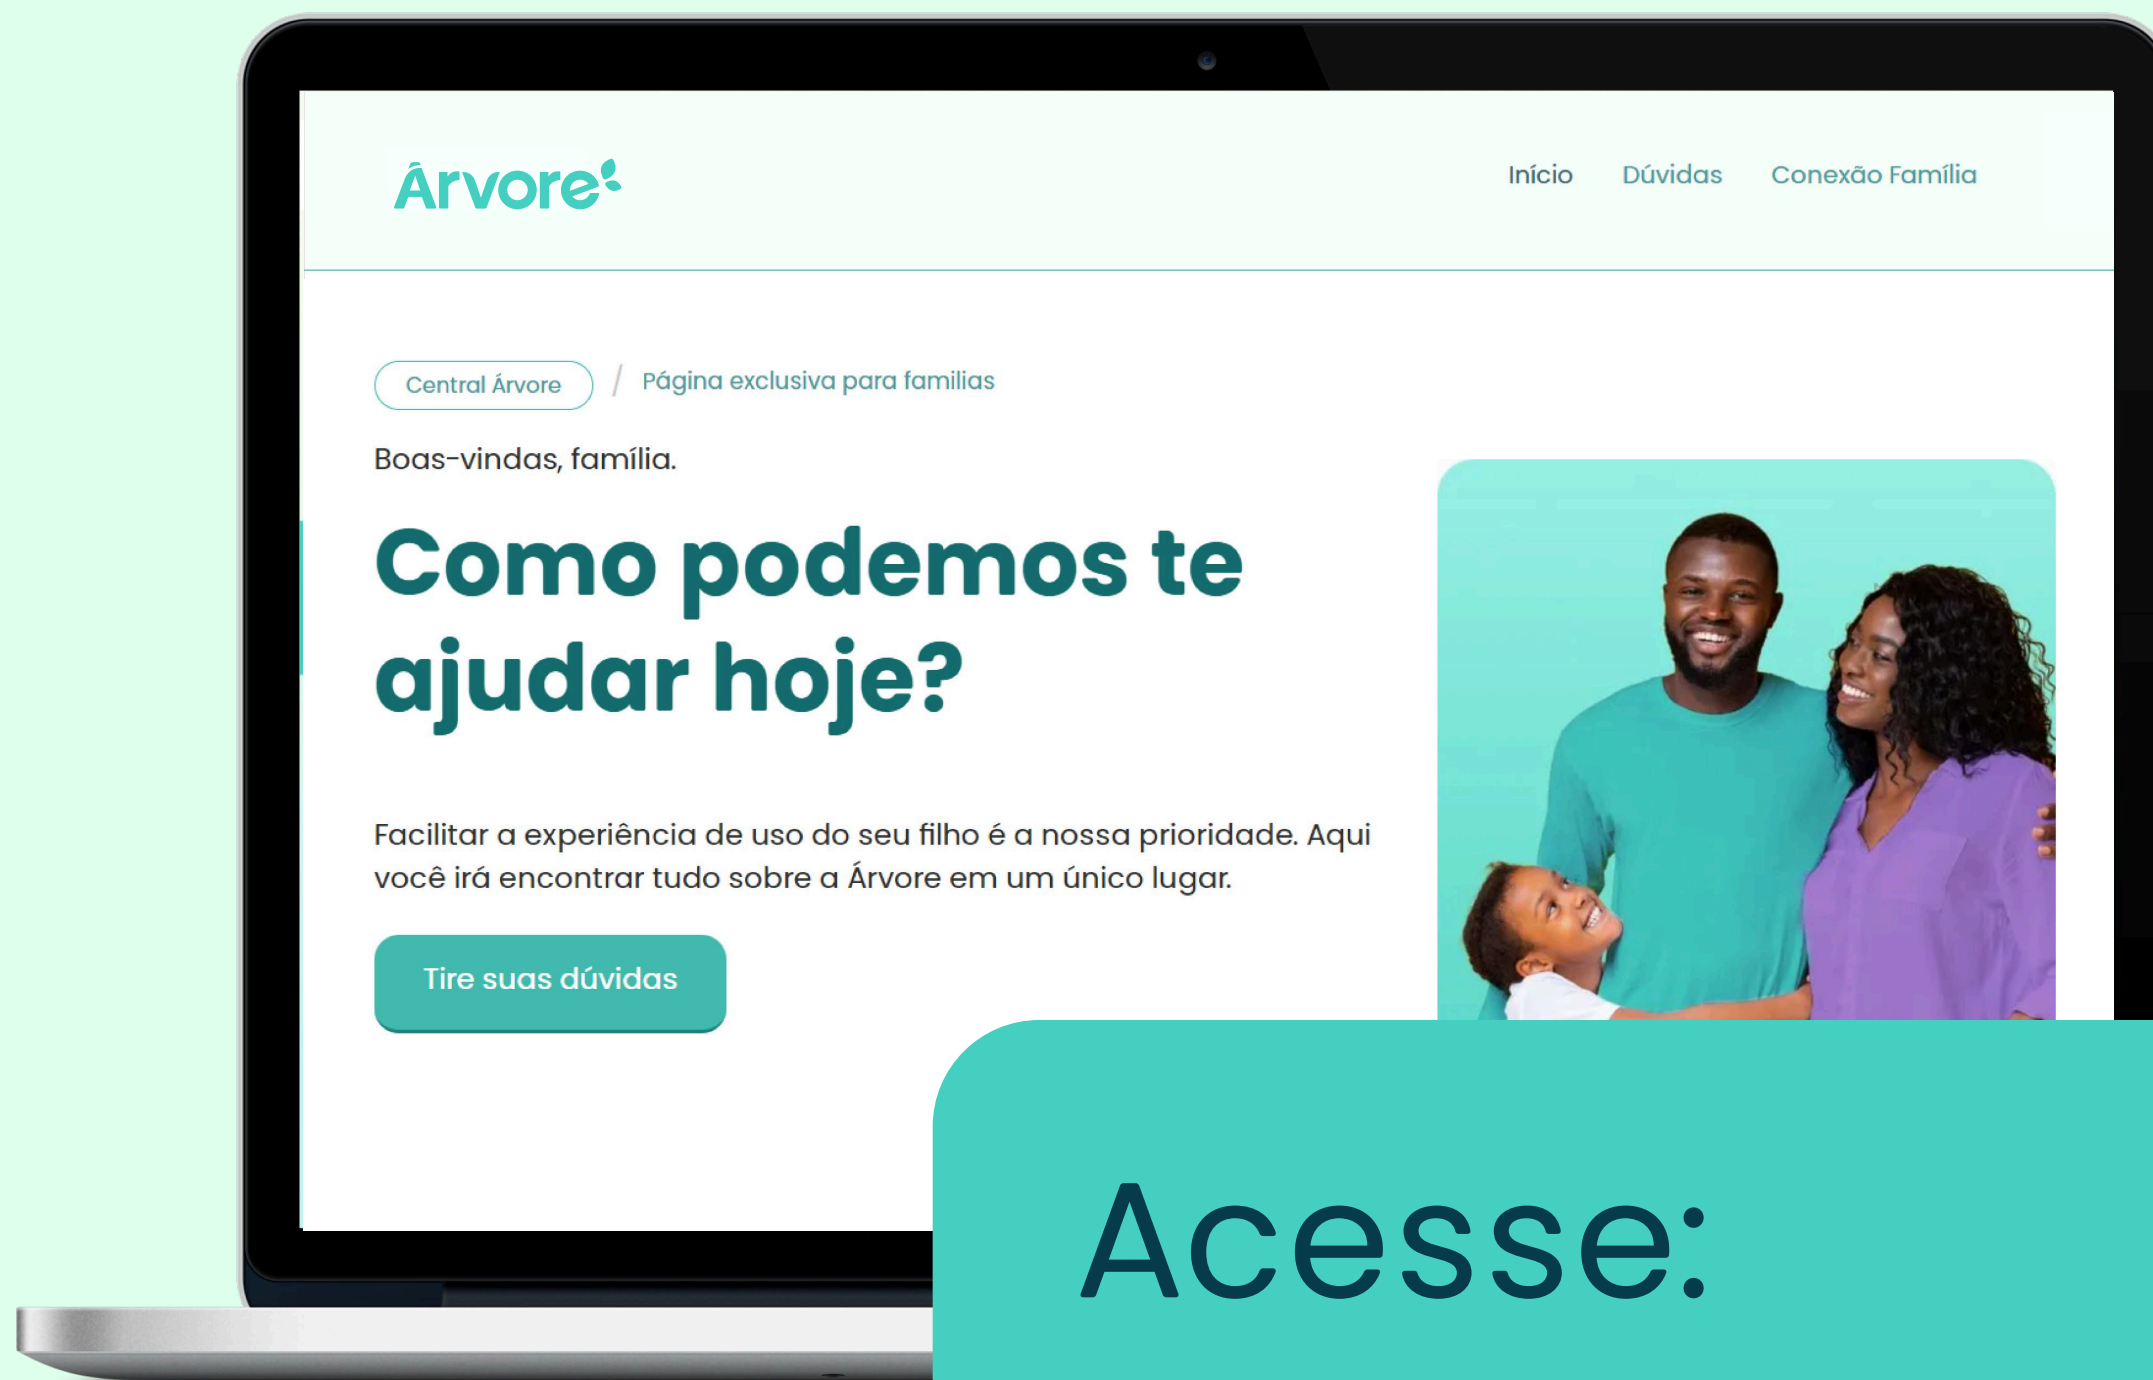 Árvore
Início Dúvidas Conexão Família
Central Árvore / Página exclusiva para familias
Boas-vindas, família.
Como podemos te
ajudar hoje?
Facilitar a experiência de uso do seu filho é a nossa prioridade. Aqui
você irá encontrar tudo sobre a Árvore em um único lugar.
Tire suas dúvidas
Acesse: